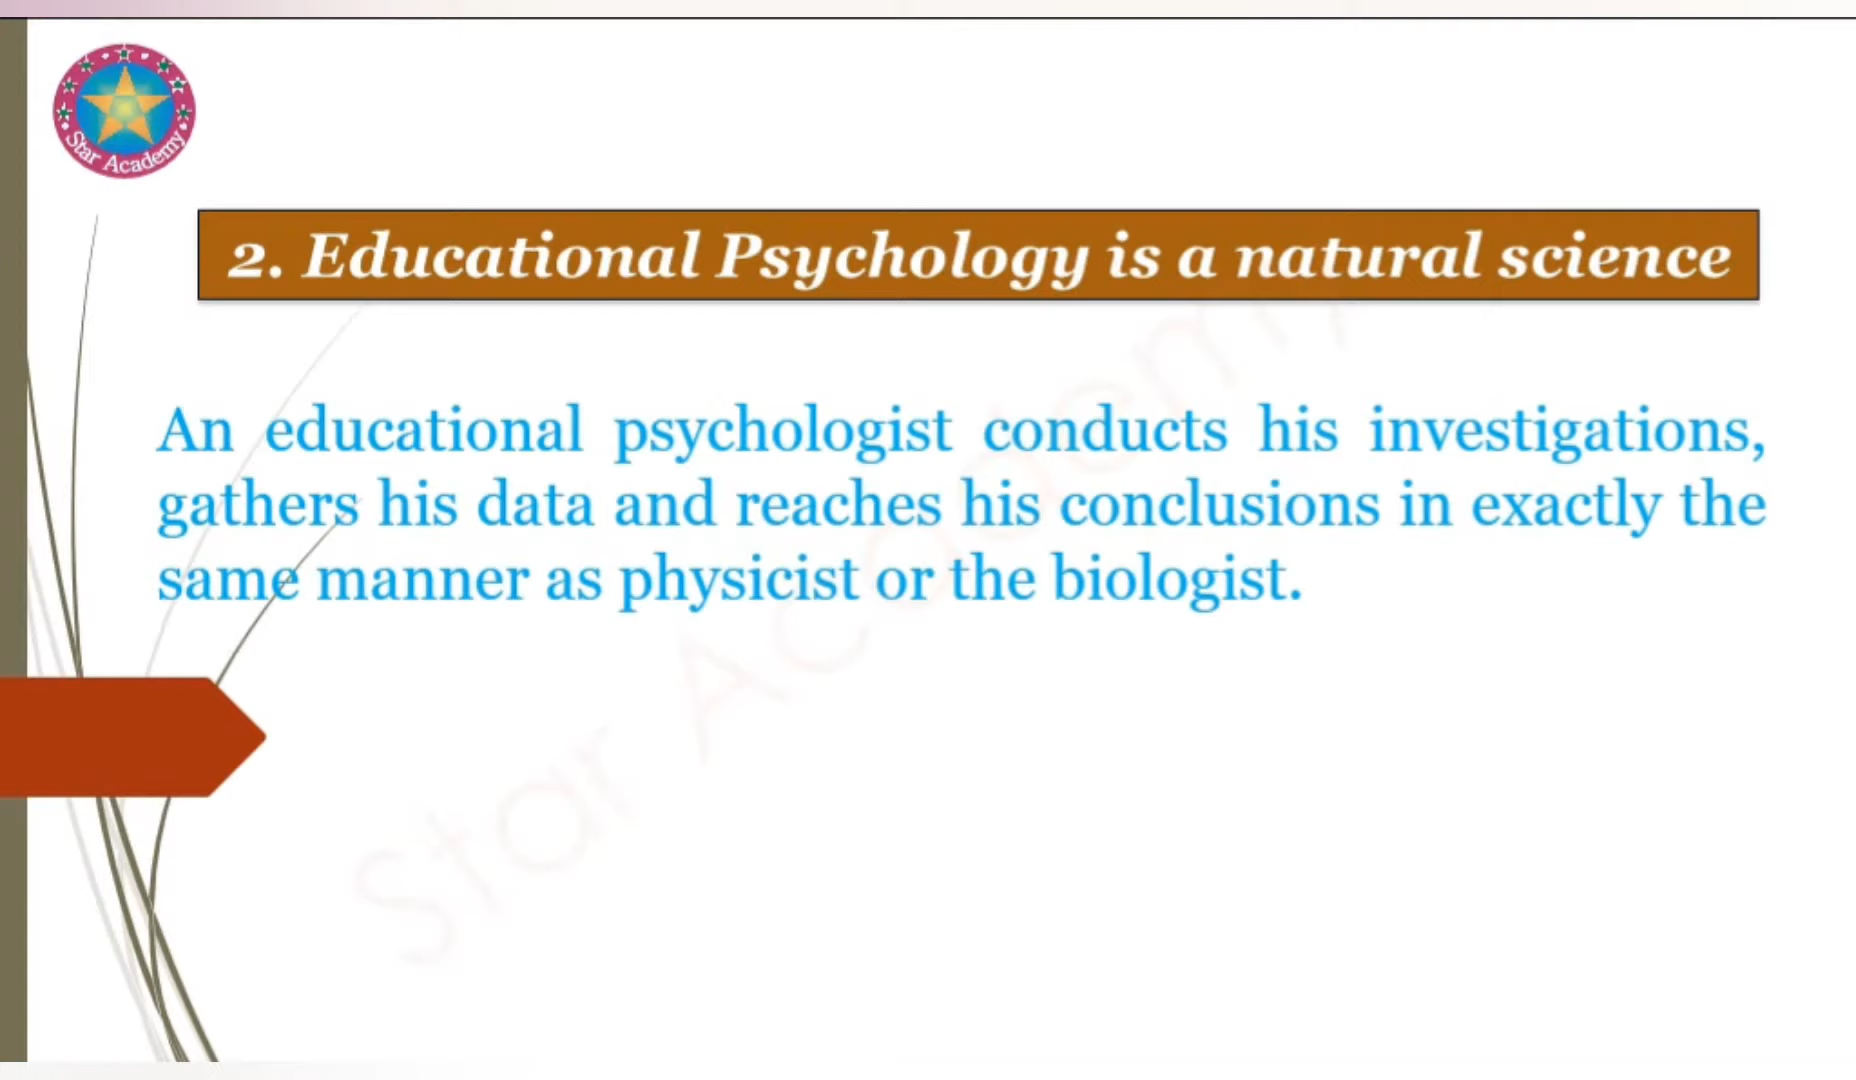 Star Academy
2. Educational Psychology is a natural science
An educational psychologist conducts his investigations,
gathers his data and reaches his conclusions in exactly the
same manner as physicist or the biologist.
Star Academy